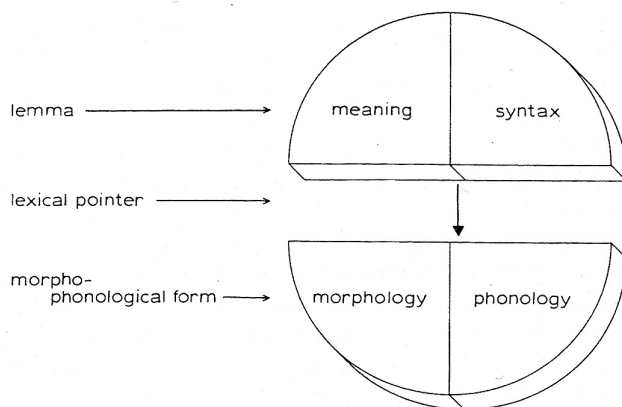 lemma
meaning
syntax
lexical pointer
morpho-
phonological form
morphology
phonology